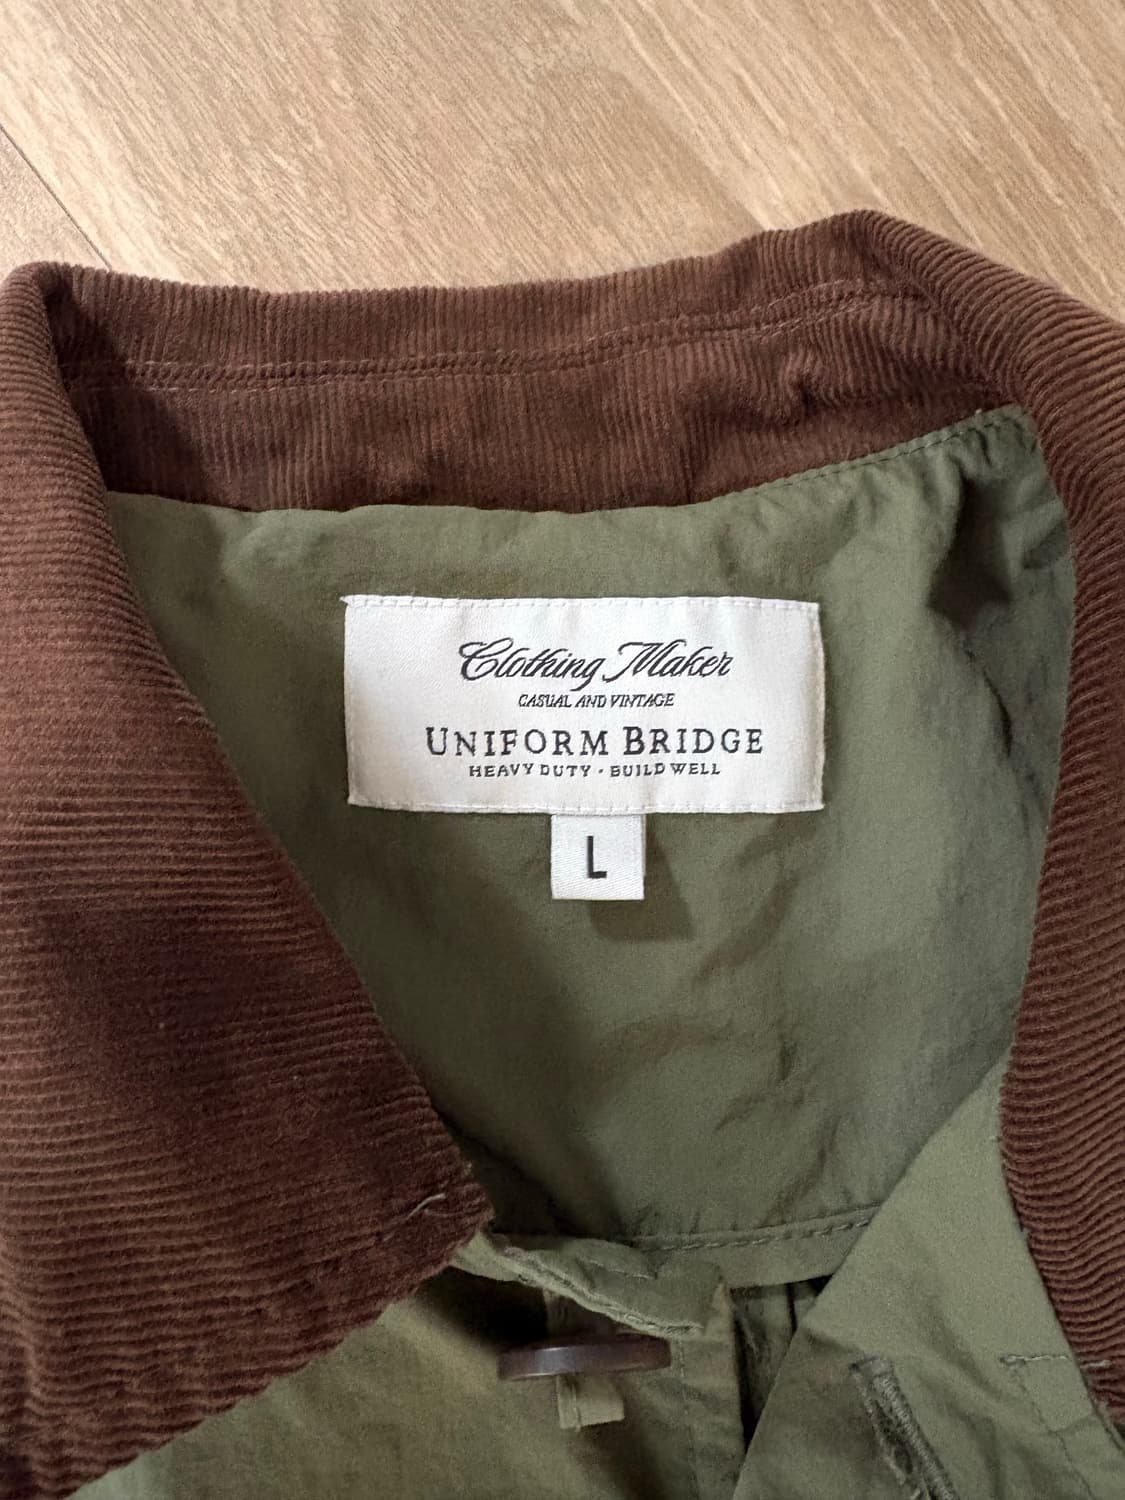 Clothing Maker
CASUAL AND VINTAGE
UNIFORM BRIDGE
HEAVY DUTY · BUILD WELL
L